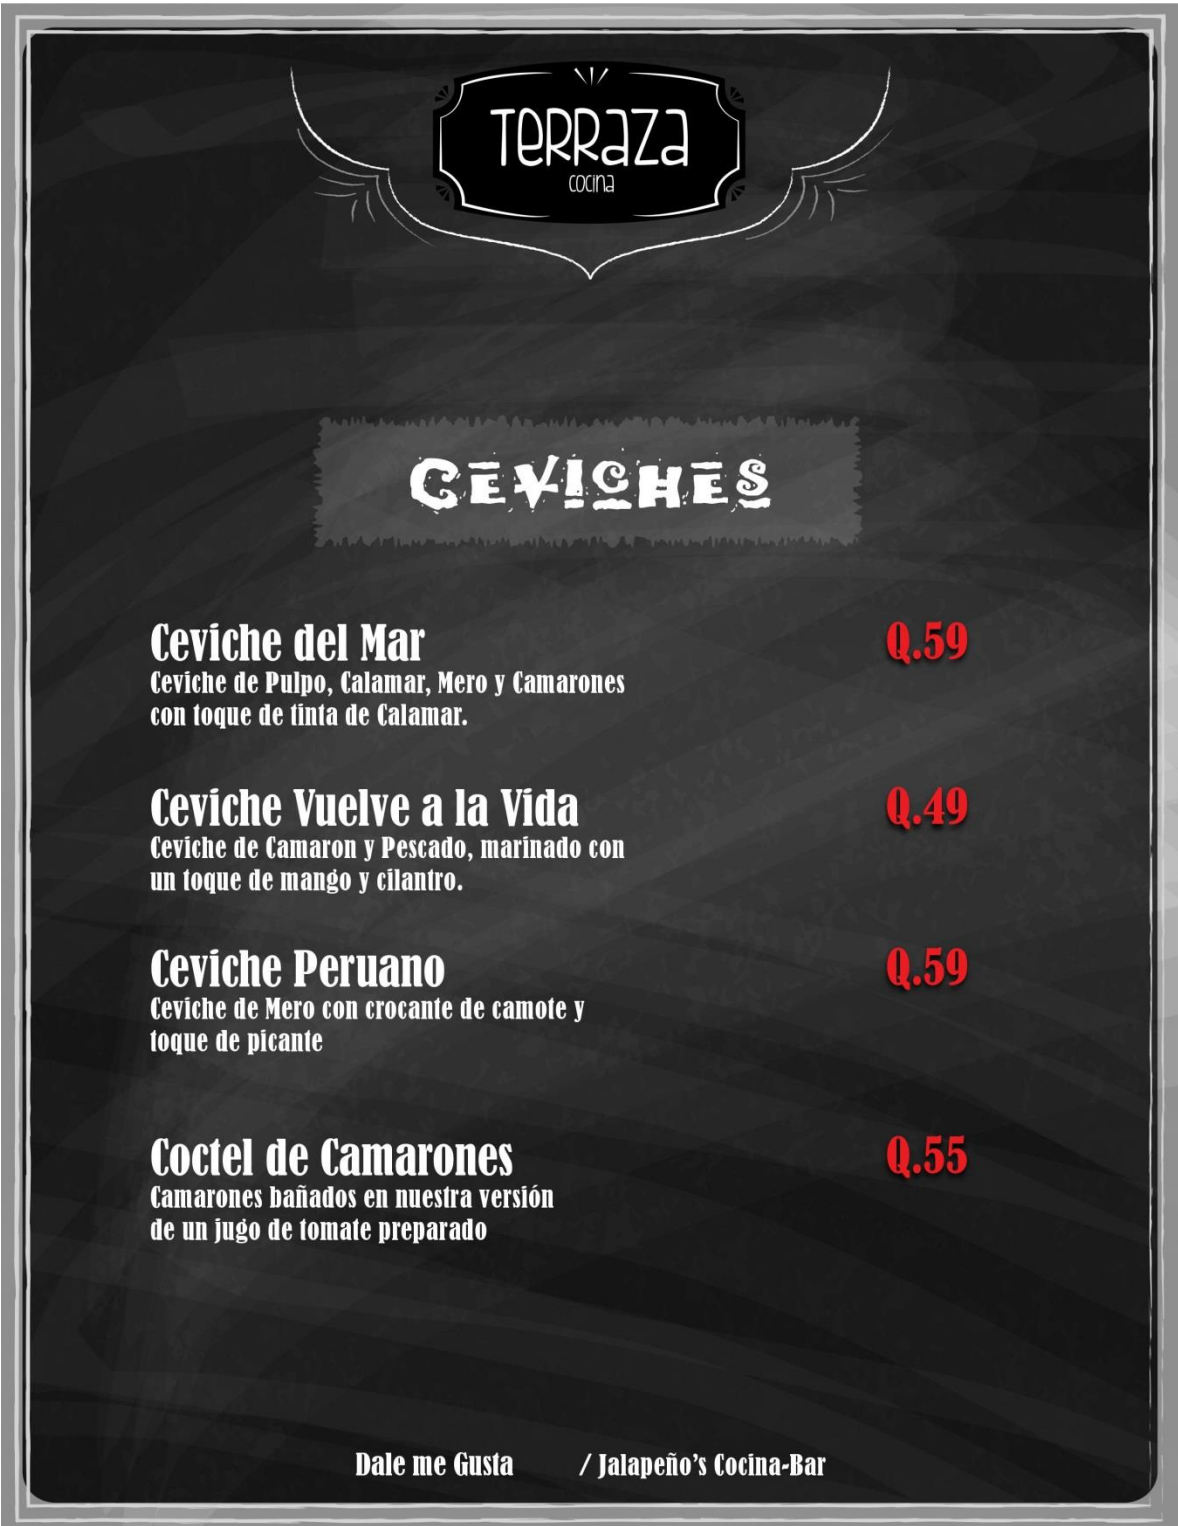 TERRAZA
COCINA
CEVICHES
Ceviche del Mar Q.59
Ceviche de Pulpo, Calamar, Mero y Camarones
con toque de tinta de Calamar.
Ceviche Vuelve a la Vida Q.49
Ceviche de Camaron y Pescado, marinado con
un toque de mango y cilantro.
Ceviche Peruano Q.59
Ceviche de Mero con crocante de camote y
toque de picante
Coctel de Camarones Q.55
Camarones bañados en nuestra versión
de un jugo de tomate preparado
Dale me Gusta / Jalapeño's Cocina-Bar